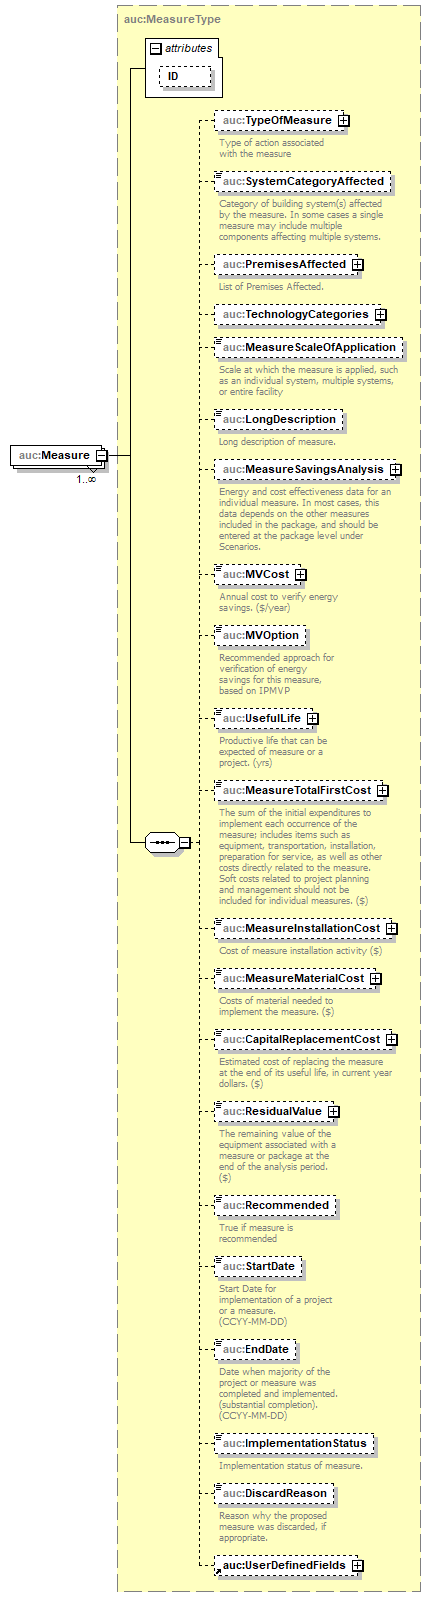 auc:MeasureType
attributes
ID
auc:TypeOfMeasure
Type of action associated
with the measure
auc:SystemCategoryAffected
Category of building system(s) affected
by the measure. In some cases a single
measure may include multiple
components affecting multiple systems.
auc:PremisesAffected
List of Premises Affected.
auc:TechnologyCategories
auc:MeasureScaleOfApplication
Scale at which the measure is applied, such
as an individual system, multiple systems,
or entire facility
auc:LongDescription
Long description of measure.
auc:Measure
1..∞
auc:MeasureSavingsAnalysis
Energy and cost effectiveness data for an
individual measure. In most cases, this
data depends on the other measures
included in the package, and should be
entered at the package level under
Scenarios.
auc:MVCost
Annual cost to verify energy
savings. ($/year)
auc:MVOption
Recommended approach for
verification of energy
savings for this measure,
based on IPMVP
auc:UsefulLife
Productive life that can be
expected of measure or a
project. (yrs)
auc:MeasureTotalFirstCost
The sum of the initial expenditures to
implement each occurrence of the
measure; includes items such as
equipment, transportation, installation,
preparation for service, as well as other
costs directly related to the measure.
Soft costs related to project planning
and management should not be
included for individual measures. ($)
auc:MeasureInstallationCost
Cost of measure installation activity ($)
auc:MeasureMaterialCost
Costs of material needed to
implement the measure. ($)
auc:CapitalReplacementCost
Estimated cost of replacing the measure
at the end of its useful life, in current year
dollars. ($)
auc:ResidualValue
The remaining value of the
equipment associated with a
measure or package at the
end of the analysis period.
($)
auc:Recommended
True if measure is
recommended
auc:StartDate
Start Date for
implementation of a project
or a measure.
(CCYY-MM-DD)
auc:EndDate
Date when majority of the
project or measure was
completed and implemented.
(substantial completion).
(CCYY-MM-DD)
auc:ImplementationStatus
Implementation status of measure.
auc:DiscardReason
Reason why the proposed
measure was discarded, if
appropriate.
auc:UserDefinedFields